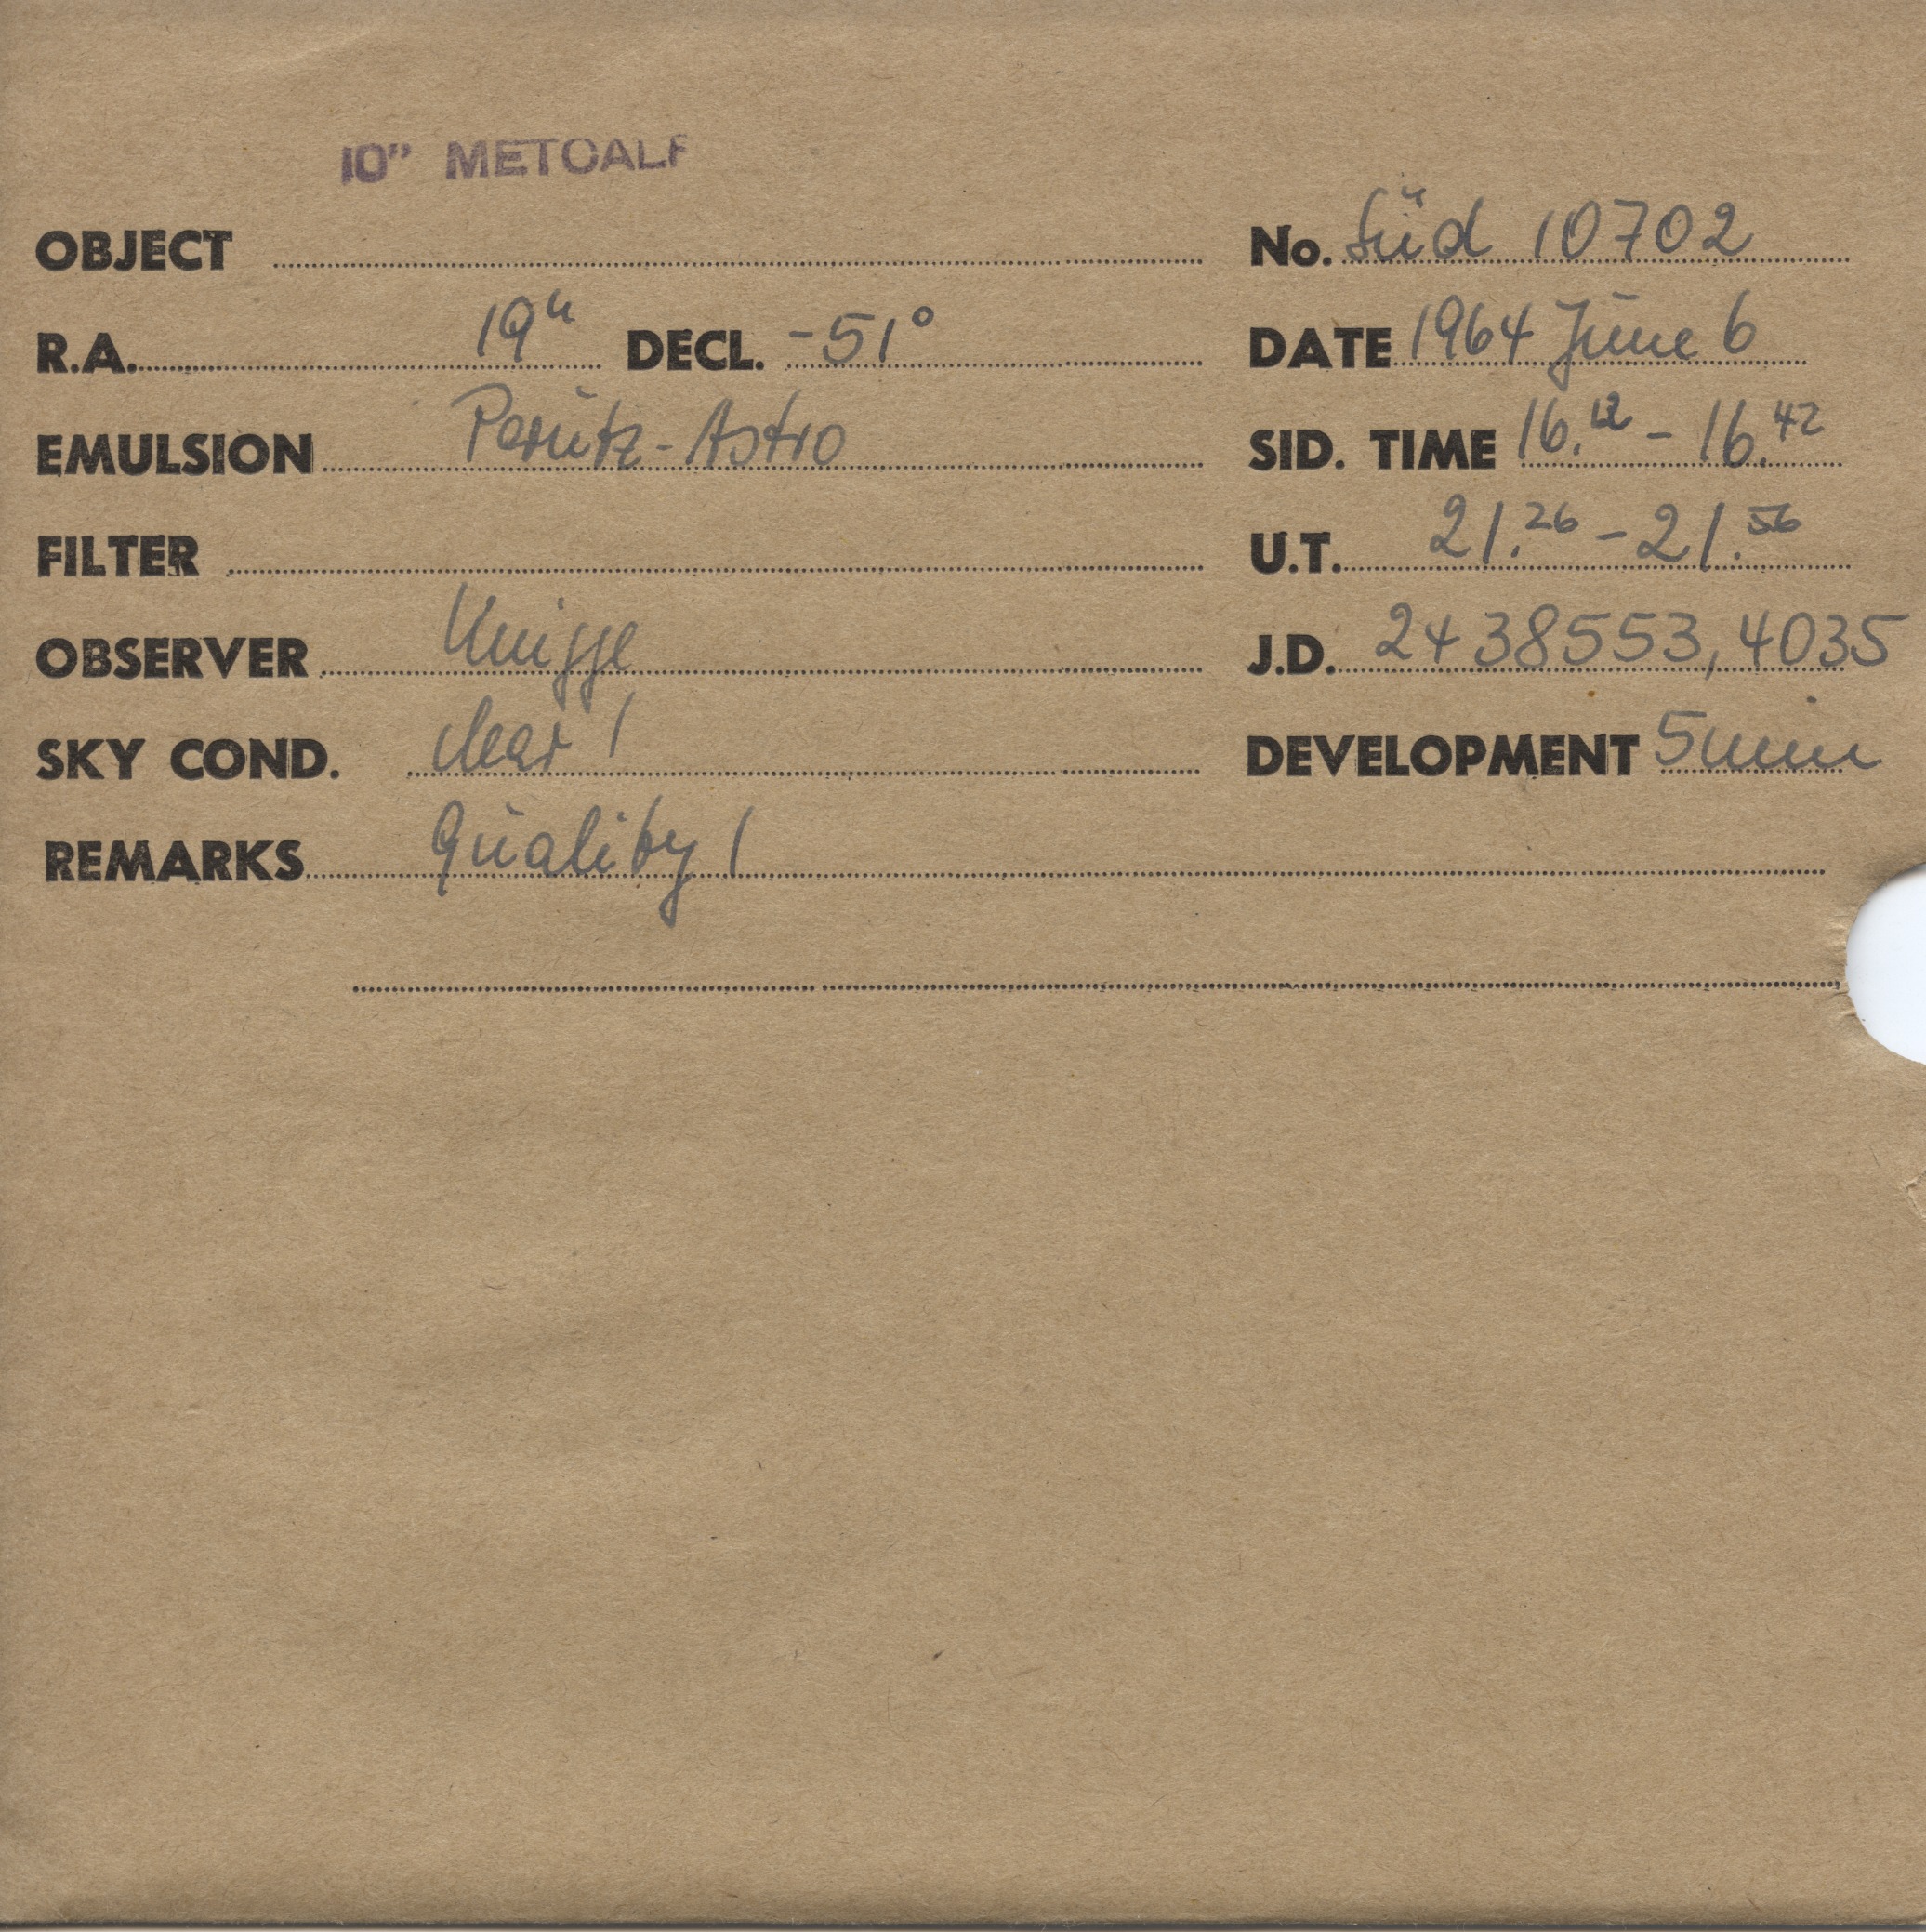 10" METCALF
OBJECT No. Süd 10702
R.A. 19h DECL. -51° DATE 1964 June 6
EMULSION Perutz-Astro SID. TIME 16.12 - 16.42
FILTER U.T. 21.26 - 21.56
OBSERVER Knigge J.D. 2438553,4035
SKY COND. clear 1 DEVELOPMENT 5min
REMARKS Quality 1